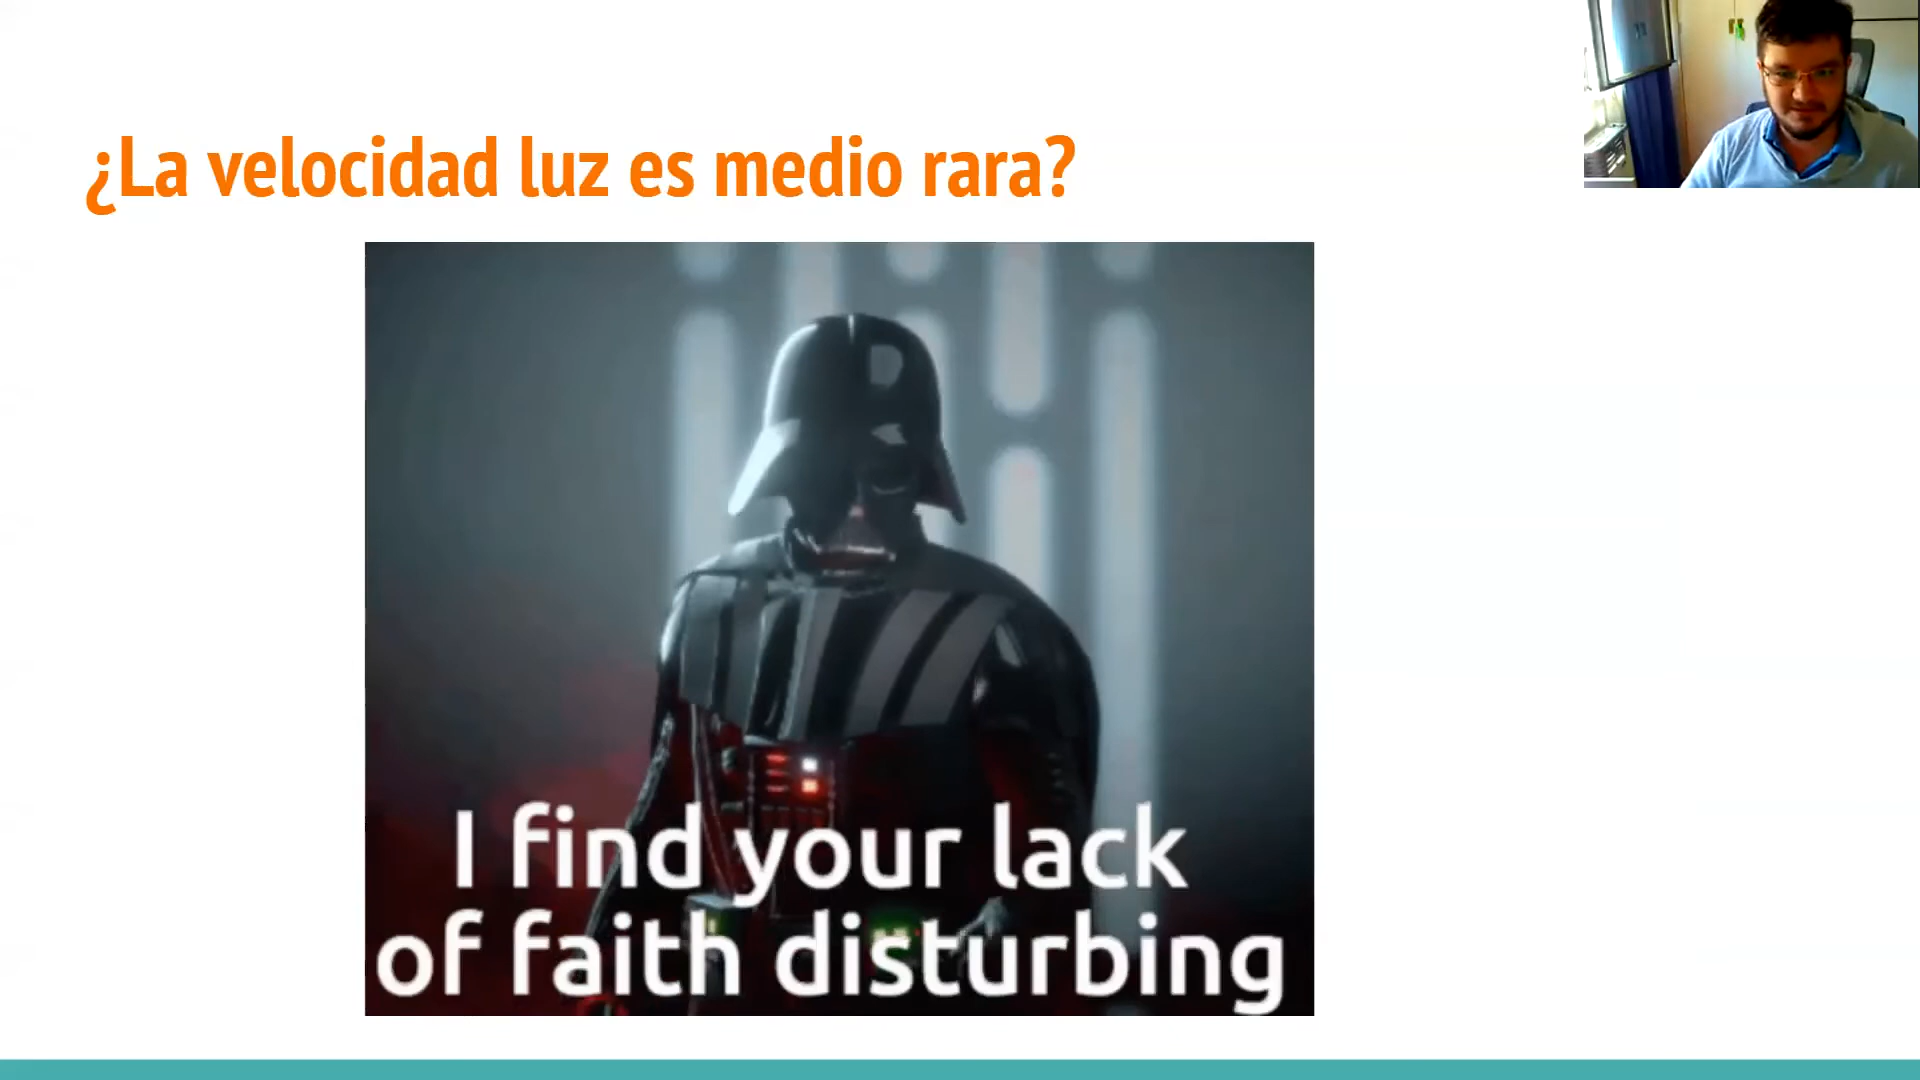 ¿La velocidad luz es medio rara?
I find your lack
of faith disturbing